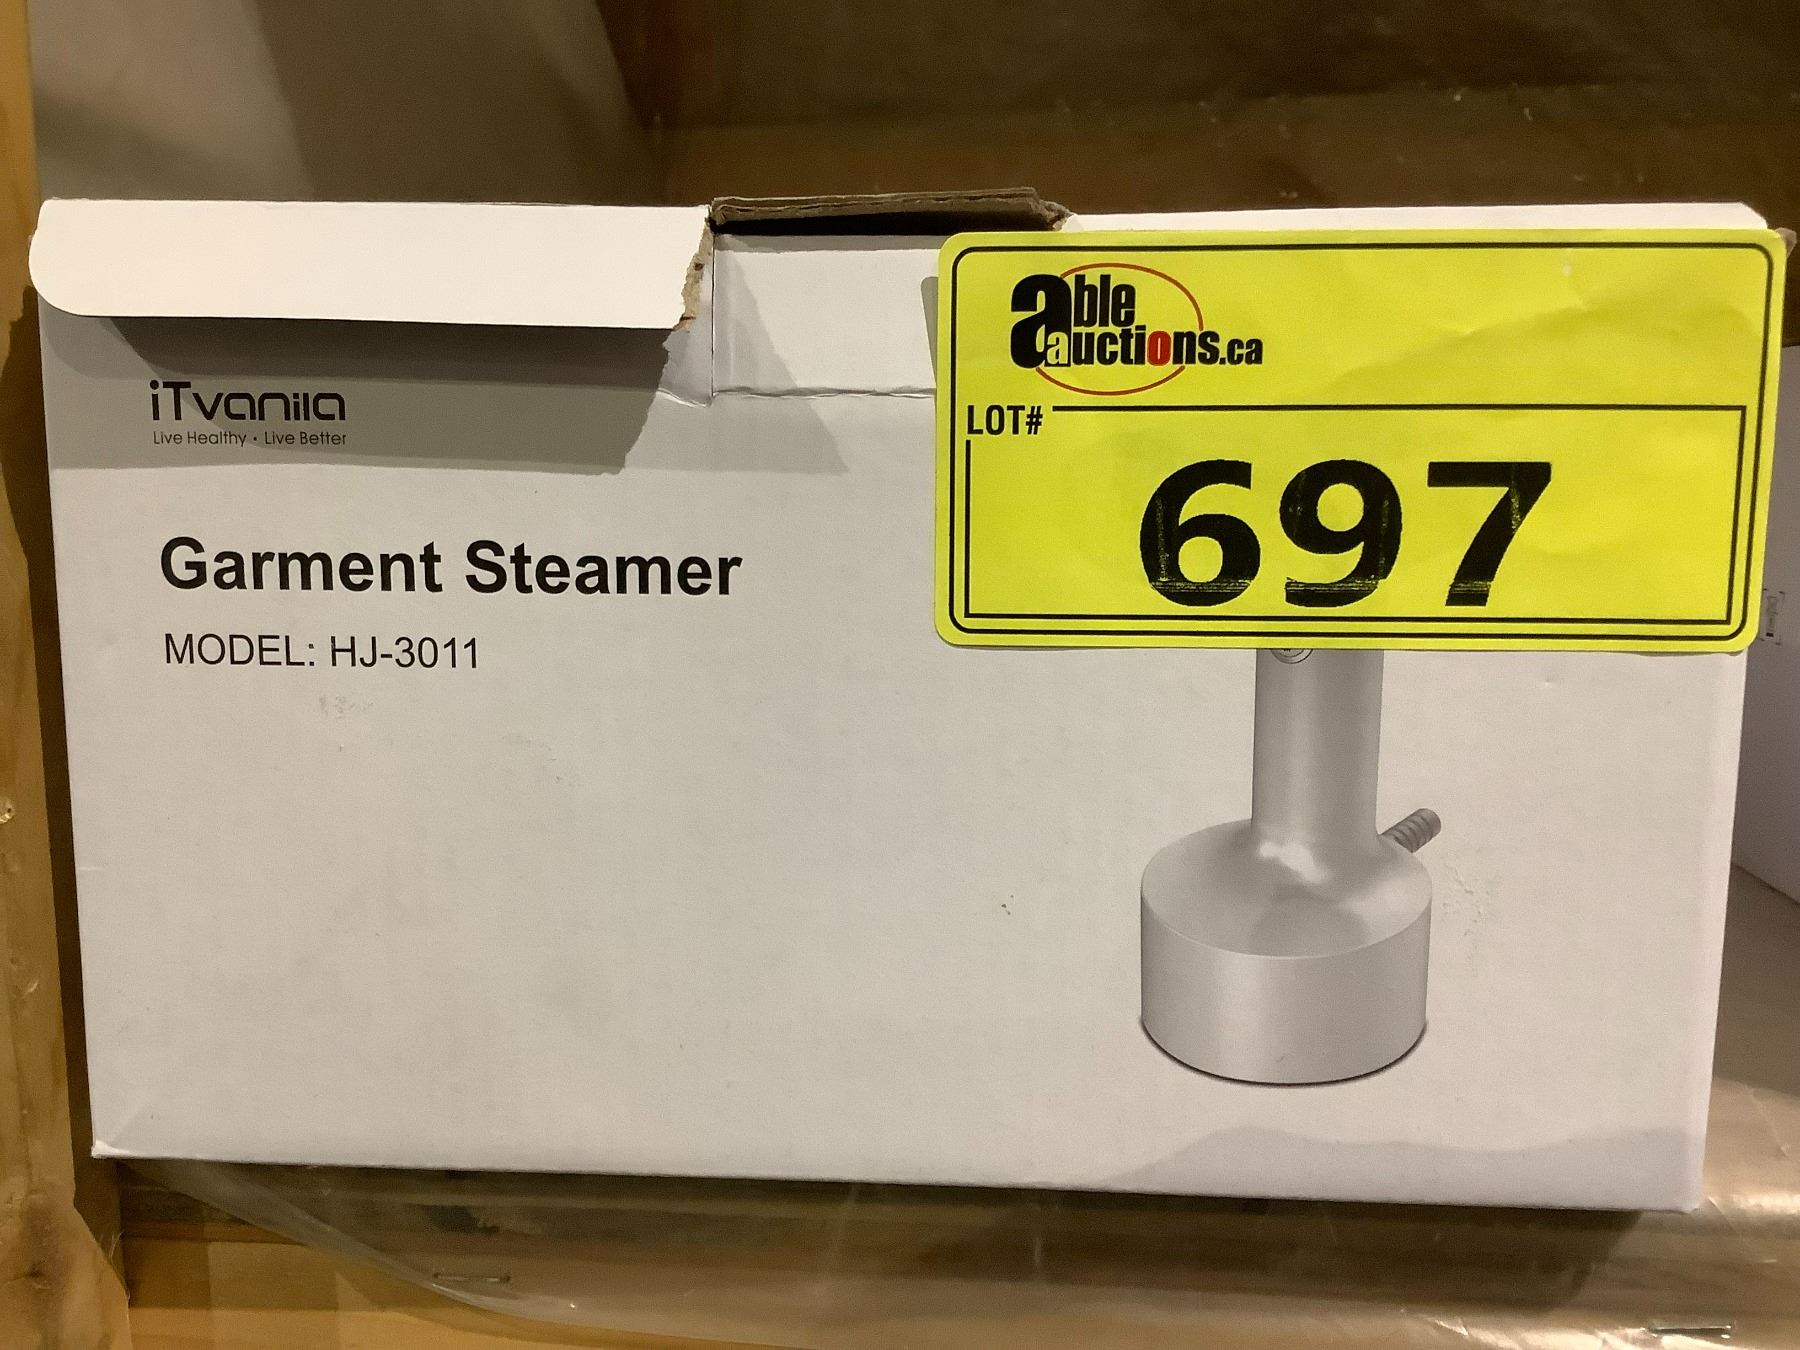 iTvanila
Live Healthy • Live Better
Garment Steamer
MODEL: HJ-3011
able
auctions.ca
LOT#
697